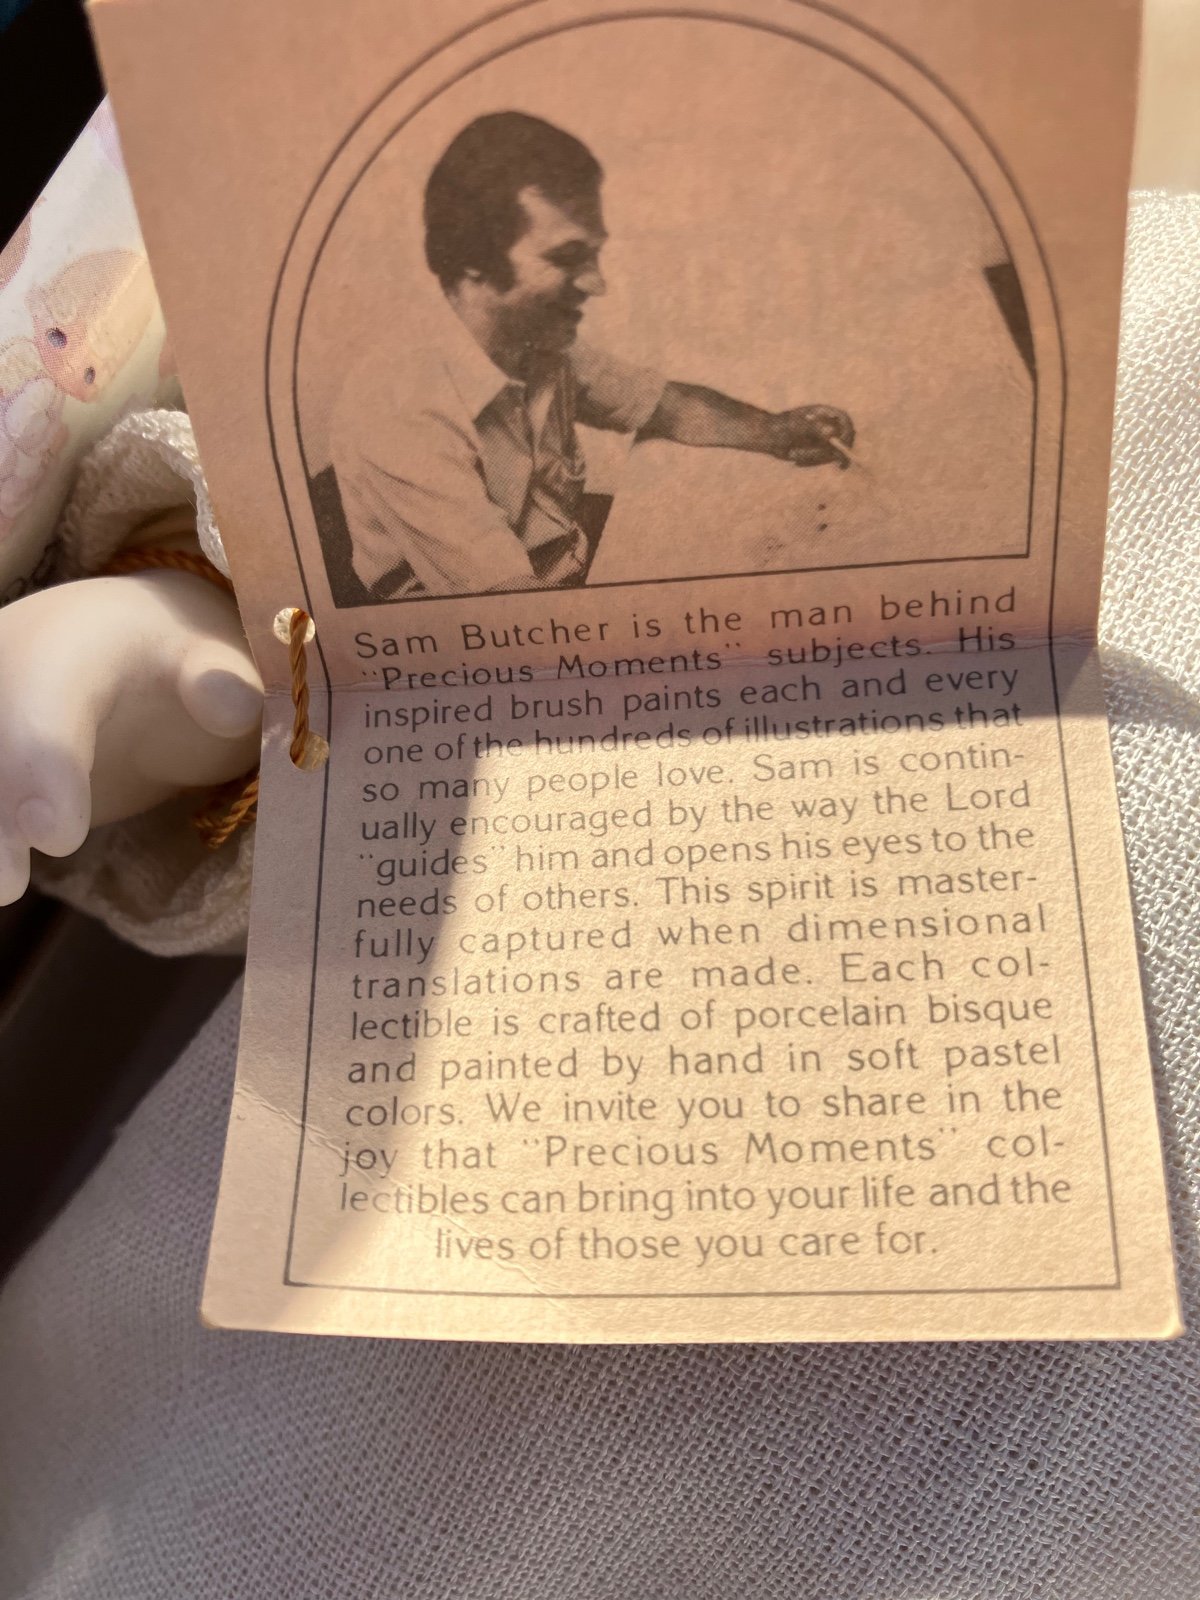 Sam Butcher is the man behind
"Precious Moments" subjects. His
inspired brush paints each and every
one of the hundreds of illustrations that
so many people love. Sam is contin-
ually encouraged by the way the Lord
"guides" him and opens his eyes to the
needs of others. This spirit is master-
fully captured when dimensional
translations are made. Each col-
lectible is crafted of porcelain bisque
and painted by hand in soft pastel
colors. We invite you to share in the
joy that "Precious Moments" col-
lectibles can bring into your life and the
lives of those you care for.